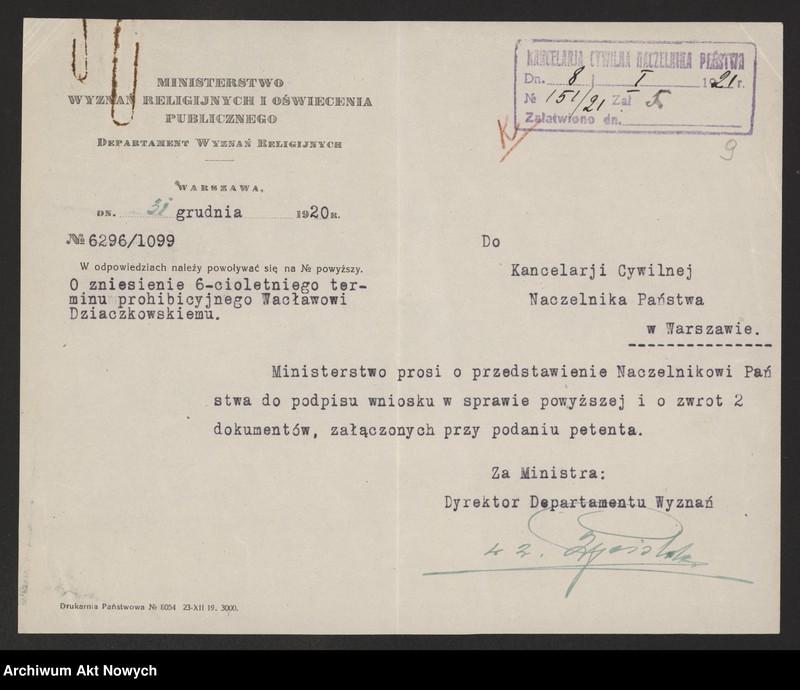 MINISTERSTWO
WYZNAŃ RELIGIJNYCH I OŚWIECENIA
PUBLICZNEGO
DEPARTAMENT WYZNAŃ RELIGIJNYCH
WARSZAWA,
DN. 31 grudnia 1920 R.
№ 6296/1099
W odpowiedziach należy powoływać się na № powyższy.
O zniesienie 6-cioletniego ter-
minu prohibicyjnego Wacławowi
Dziaczkowskiemu.
KANCELARJA CYWILNA NACZELNIKA PAŃSTWA
Dn. 8 | I 1921 r.
№ 151/21 Zał 5
Załatwiono dn.
K
9
Do
Kancelarji Cywilnej
Naczelnika Państwa
w Warszawie.
Ministerstwo prosi o przedstawienie Naczelnikowi Pań
stwa do podpisu wniosku w sprawie powyższej i o zwrot 2
dokumentów, załączonych przy podaniu petenta.
Za Ministra:
Dyrektor Departamentu Wyznań
Drukarnia Państwowa № 6054 23-XII 19. 3000.
Archiwum Akt Nowych